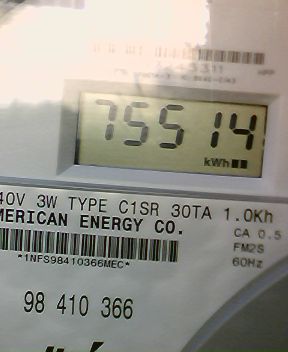 75514
kWh
40V 3W TYPE C1SR 30TA 1.0Kh
MERICAN ENERGY CO.
CA 0.5
FM2S
*1NFS98410366MEC*
60Hz
98 410 366